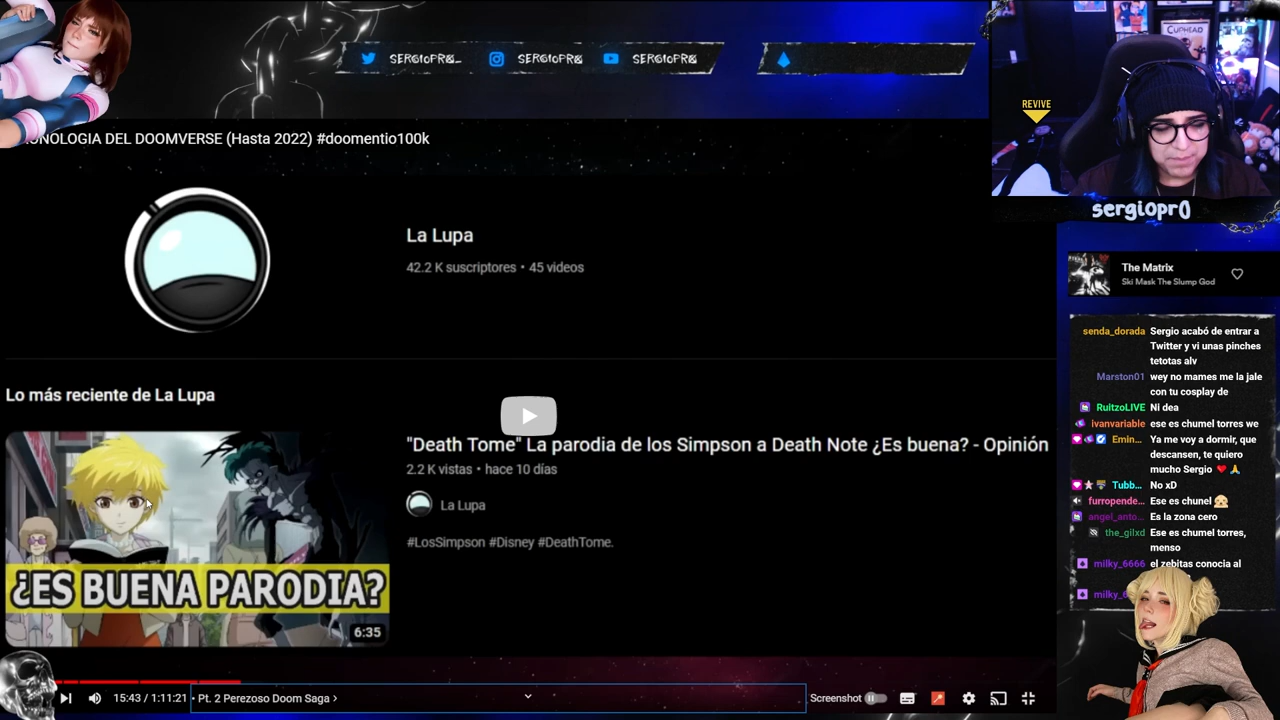 SERGIOPR0_ SERGIOPR0 SERGIOPR0
CUPHEAD
REVIVE
DEL DOOMVERSE (Hasta 2022) #doomentio100k
sergiopr0
La Lupa
42.2 K suscriptores • 45 videos
The Matrix
Ski Mask The Slump God
Lo más reciente de La Lupa
"Death Tome" La parodia de los Simpson a Death Note ¿Es buena? - Opinión
2.2 K vistas • hace 10 días
La Lupa
#LosSimpson #Disney #DeathTome.
¿ES BUENA PARODIA?
6:35
senda_dorada Sergio acabó de entrar a
Twitter y vi unas pinches
tetotas alv
Marston01 wey no mames me la jale
con tu cosplay de
RuitzoLIVE Ni dea
ivanvariable ese es chumel torres we
Emin... Ya me voy a dormir, que
descansen, te quiero
mucho Sergio ❤️ 🙏
Tubb... No xD
furropende... Ese es chunel
angel_anto... Es la zona cero
the_gilxd Ese es chumel torres,
menso
milky_6666 el zebitas conocia al
15:43 / 1:11:21 • Pt. 2 Perezoso Doom Saga ›
Screenshot